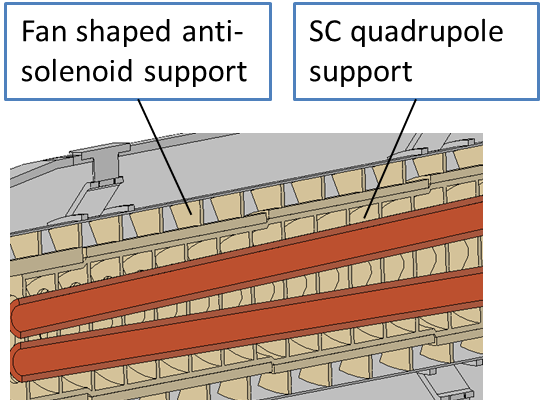 Fan shaped anti-
solenoid support
SC quadrupole
support